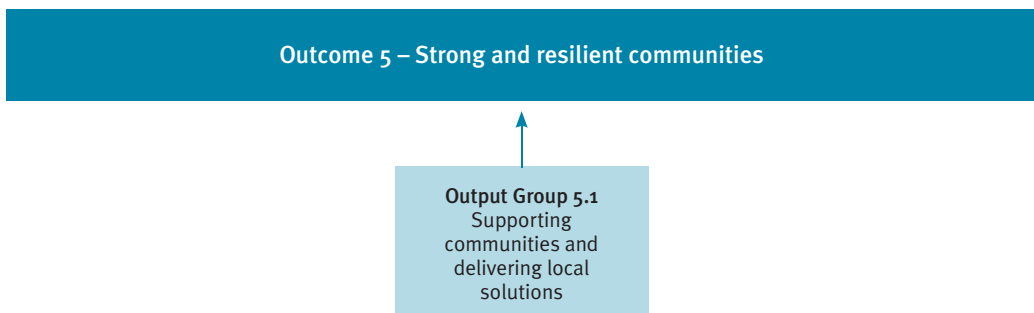 Outcome 5 – Strong and resilient communities
Output Group 5.1
Supporting
communities and
delivering local
solutions